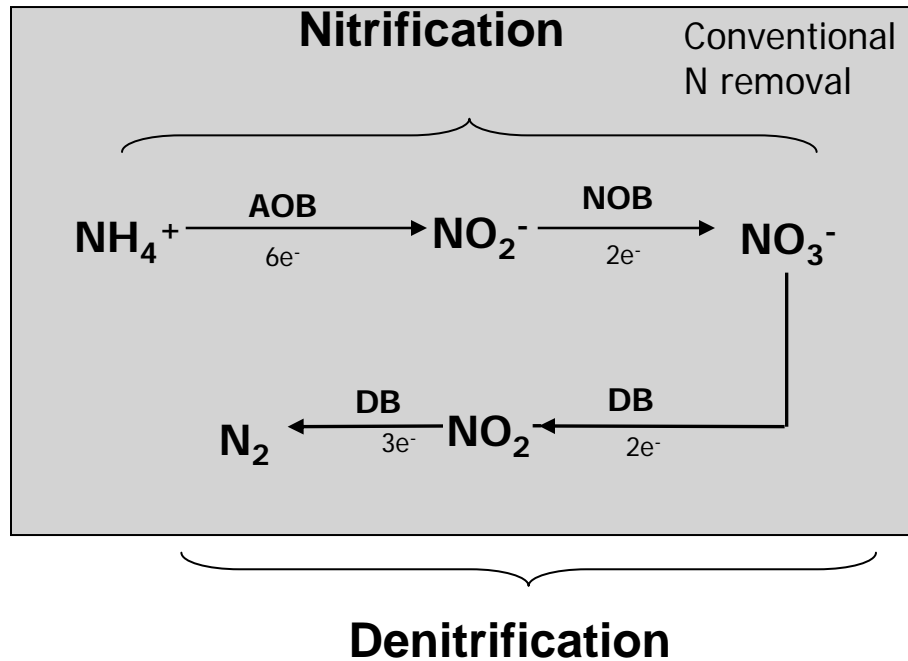 Nitrification
Conventional
N removal
AOB
NOB
NH₄⁺
NO₂⁻
NO₃⁻
6e⁻
2e⁻
DB
DB
N₂
NO₂⁻
3e⁻
2e⁻
Denitrification